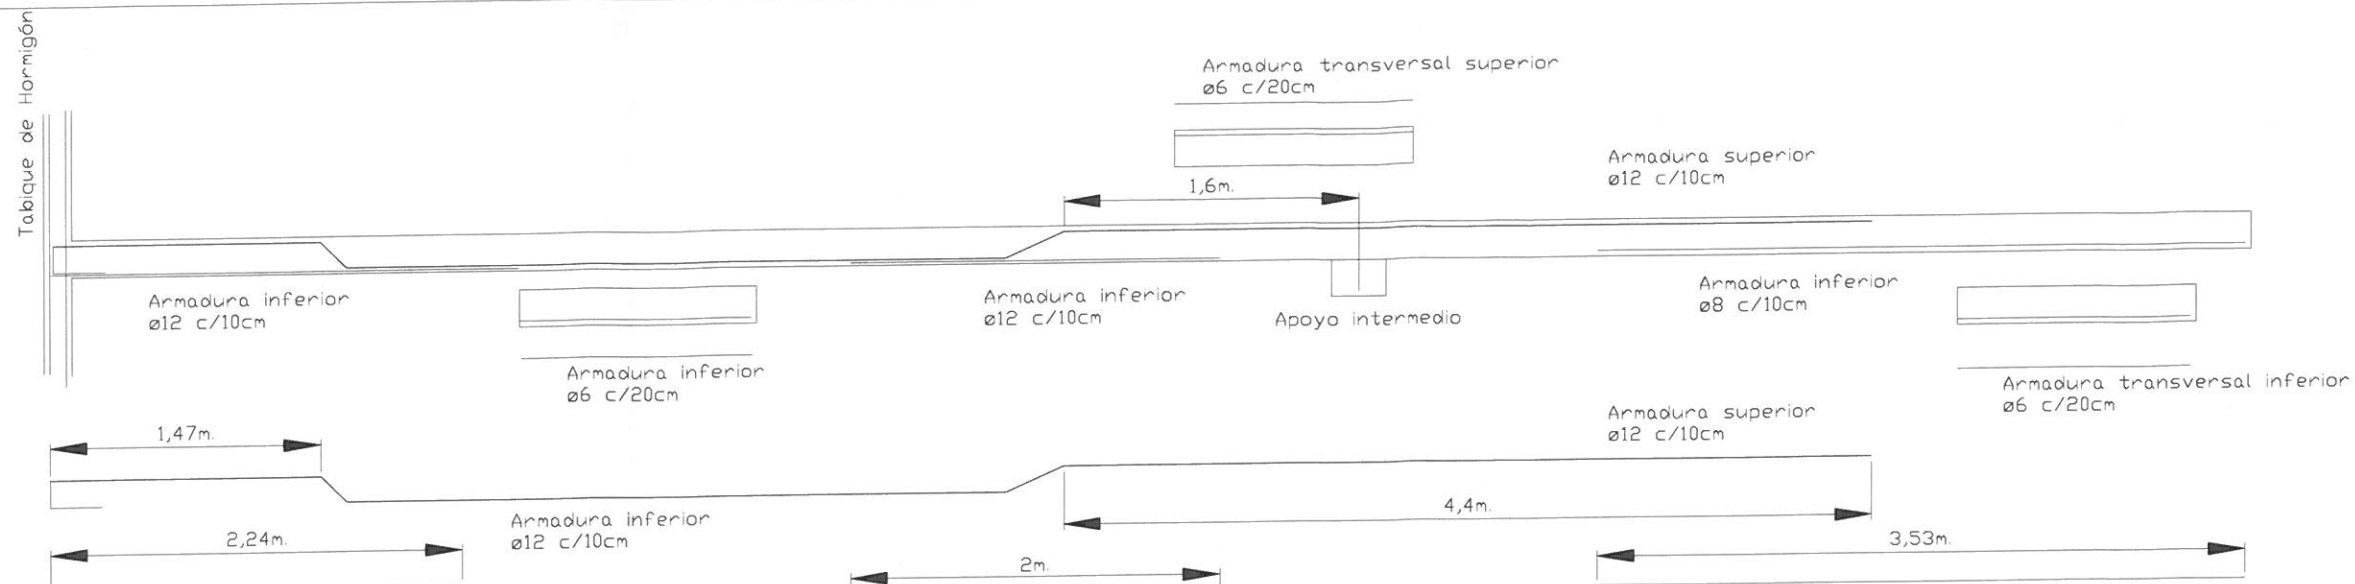 Tabique de Hormigón
Armadura transversal superior
ø6 c/20cm
Armadura superior
ø12 c/10cm
1,6m.
Armadura inferior
ø12 c/10cm
Armadura inferior
ø12 c/10cm
Apoyo intermedio
Armadura inferior
ø8 c/10cm
Armadura inferior
ø6 c/20cm
Armadura transversal inferior
ø6 c/20cm
Armadura superior
ø12 c/10cm
1,47m.
4,4m.
Armadura inferior
ø12 c/10cm
2,24m.
3,53m.
2m.